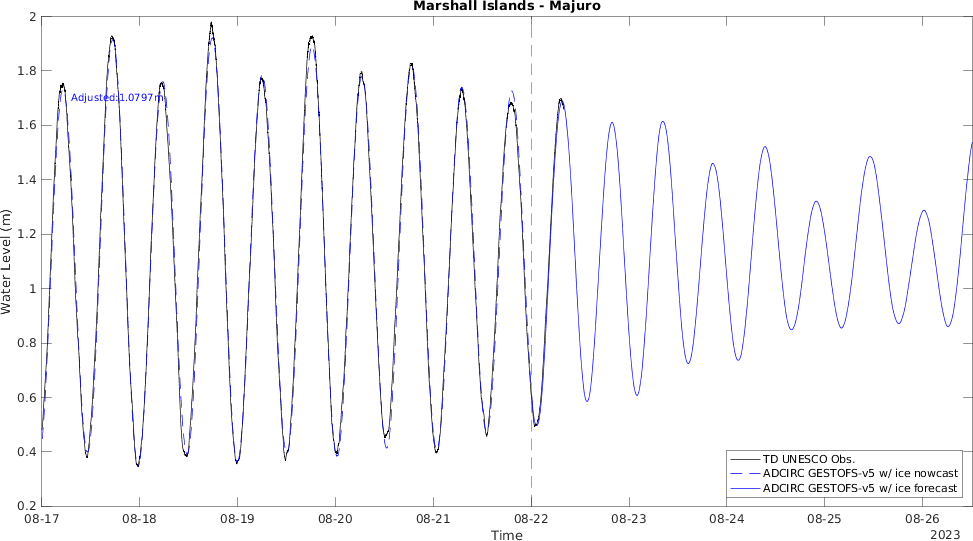 Marshall Islands - Majuro
2
1.8
1.6
1.4
1.2
1
0.8
0.6
0.4
0.2
Water Level (m)
Adjusted:1.0797m
TD UNESCO Obs.
ADCIRC GESTOFS-v5 w/ ice nowcast
ADCIRC GESTOFS-v5 w/ ice forecast
08-17 08-18 08-19 08-20 08-21 08-22 08-23 08-24 08-25 08-26
Time
2023